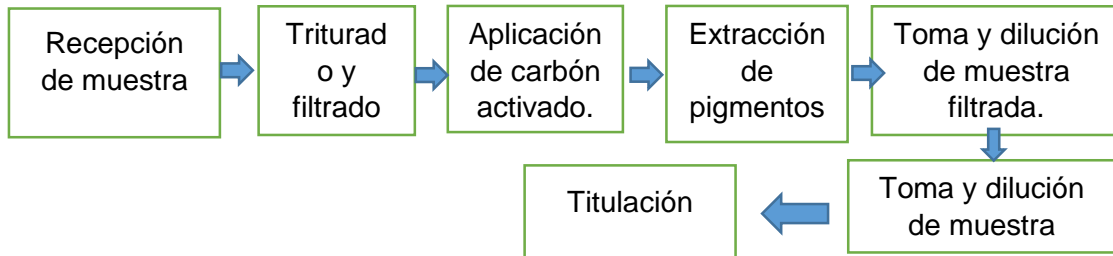 Recepción
de muestra
Triturad
o y
filtrado
Aplicación
de carbón
activado.
Extracción
de
pigmentos
Toma y dilución
de muestra
filtrada.
Toma y dilución
de muestra
Titulación